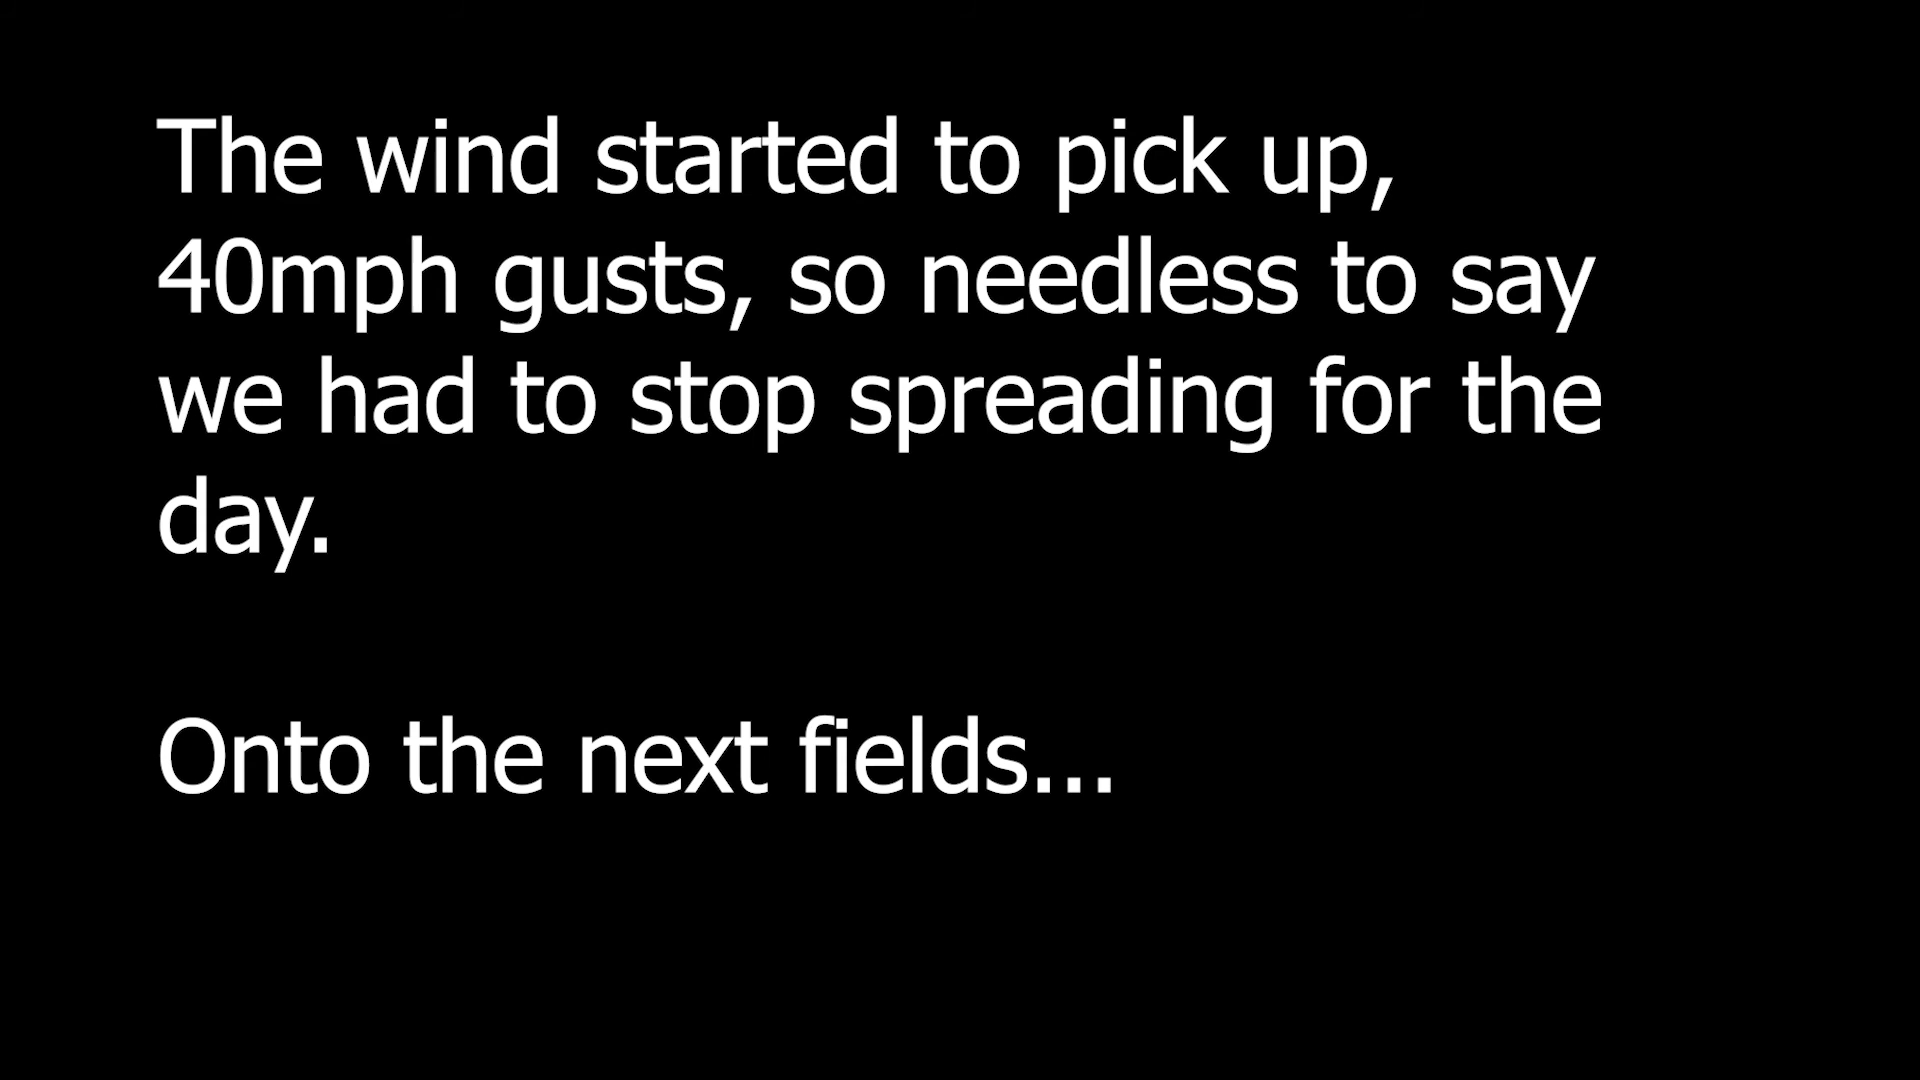 The wind started to pick up,
40mph gusts, so needless to say
we had to stop spreading for the
day.
Onto the next fields...